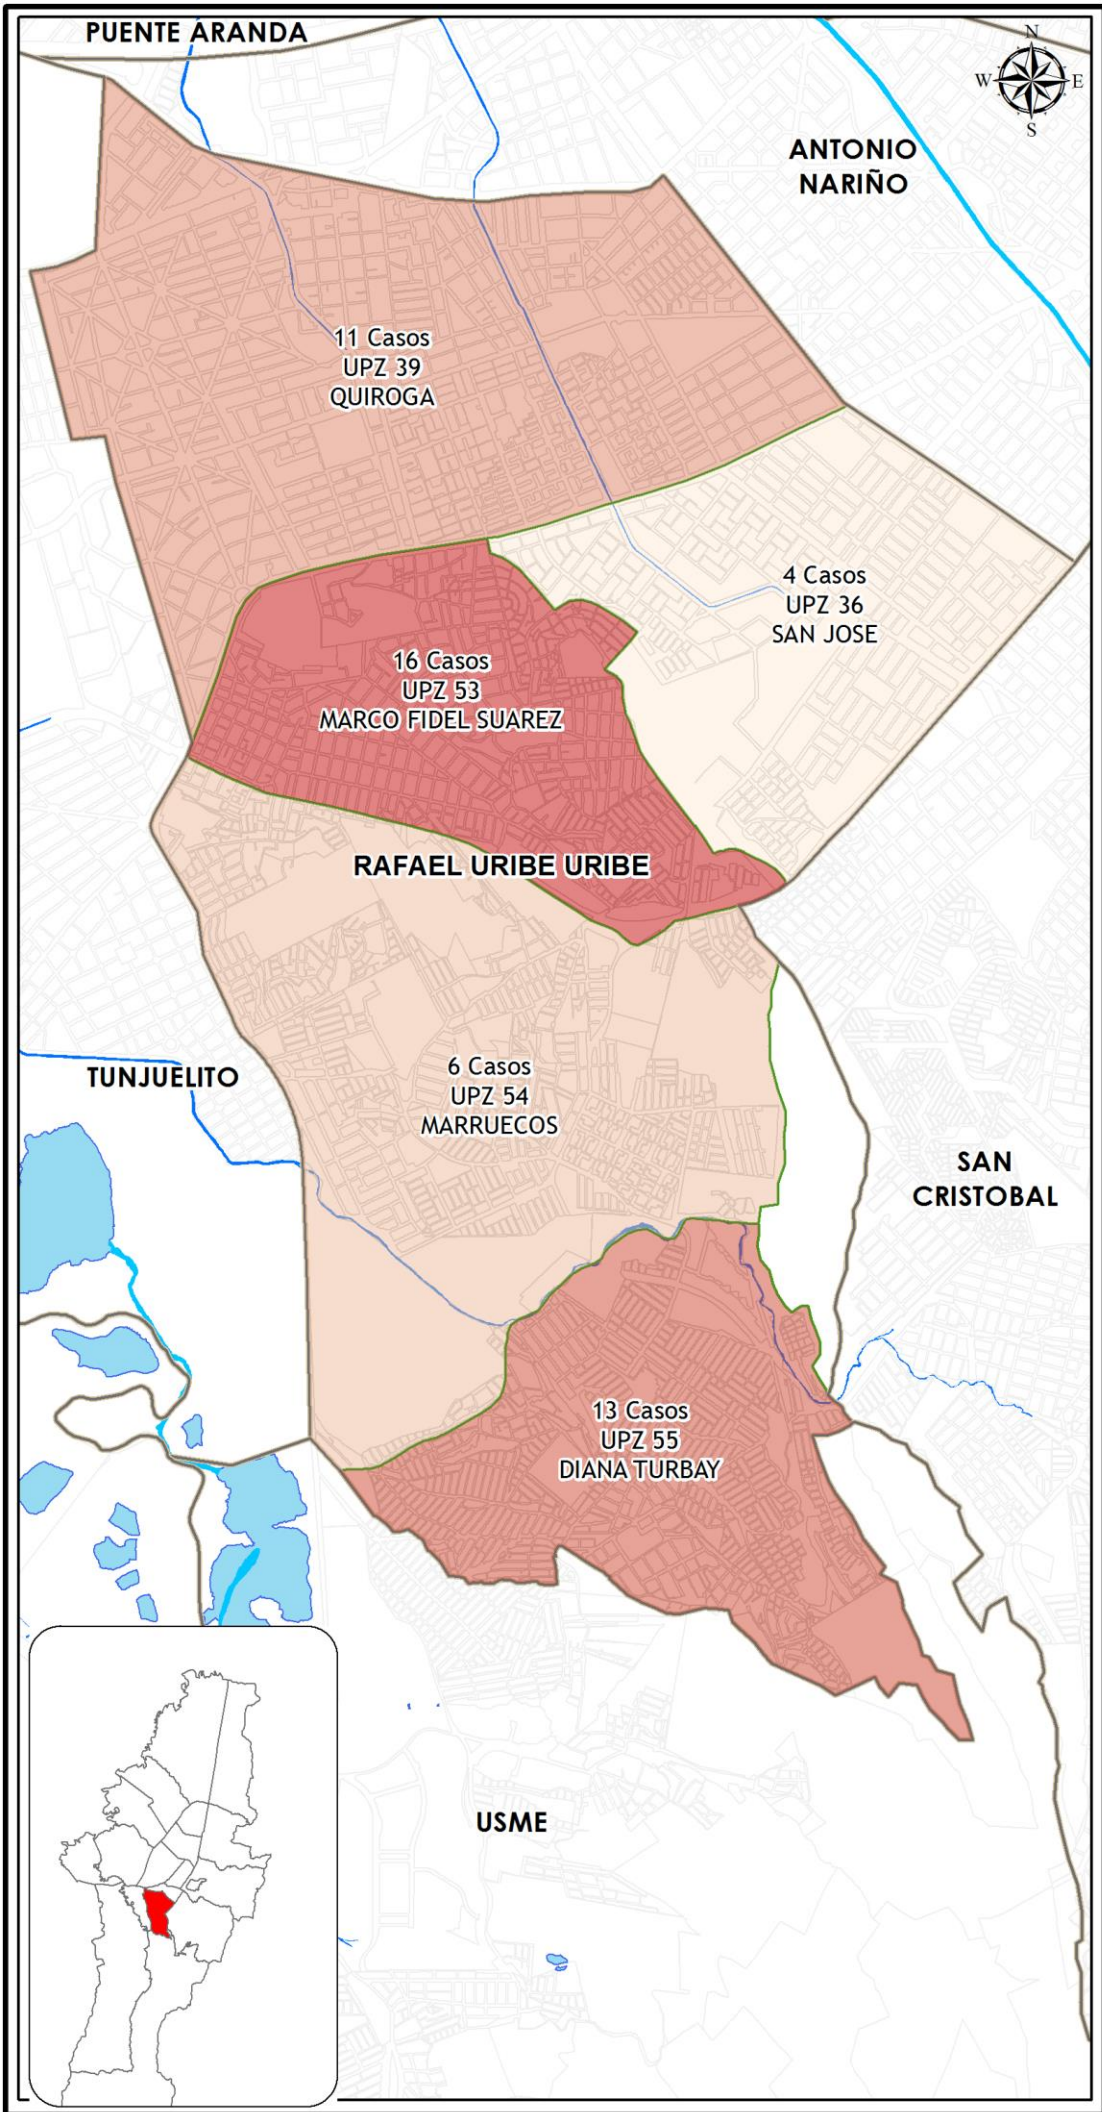 PUENTE ARANDA
N
W
E
S
ANTONIO
NARIÑO
11 Casos
UPZ 39
QUIROGA
4 Casos
UPZ 36
SAN JOSE
16 Casos
UPZ 53
MARCO FIDEL SUAREZ
RAFAEL URIBE URIBE
6 Casos
UPZ 54
MARRUECOS
TUNJUELITO
SAN
CRISTOBAL
13 Casos
UPZ 55
DIANA TURBAY
USME